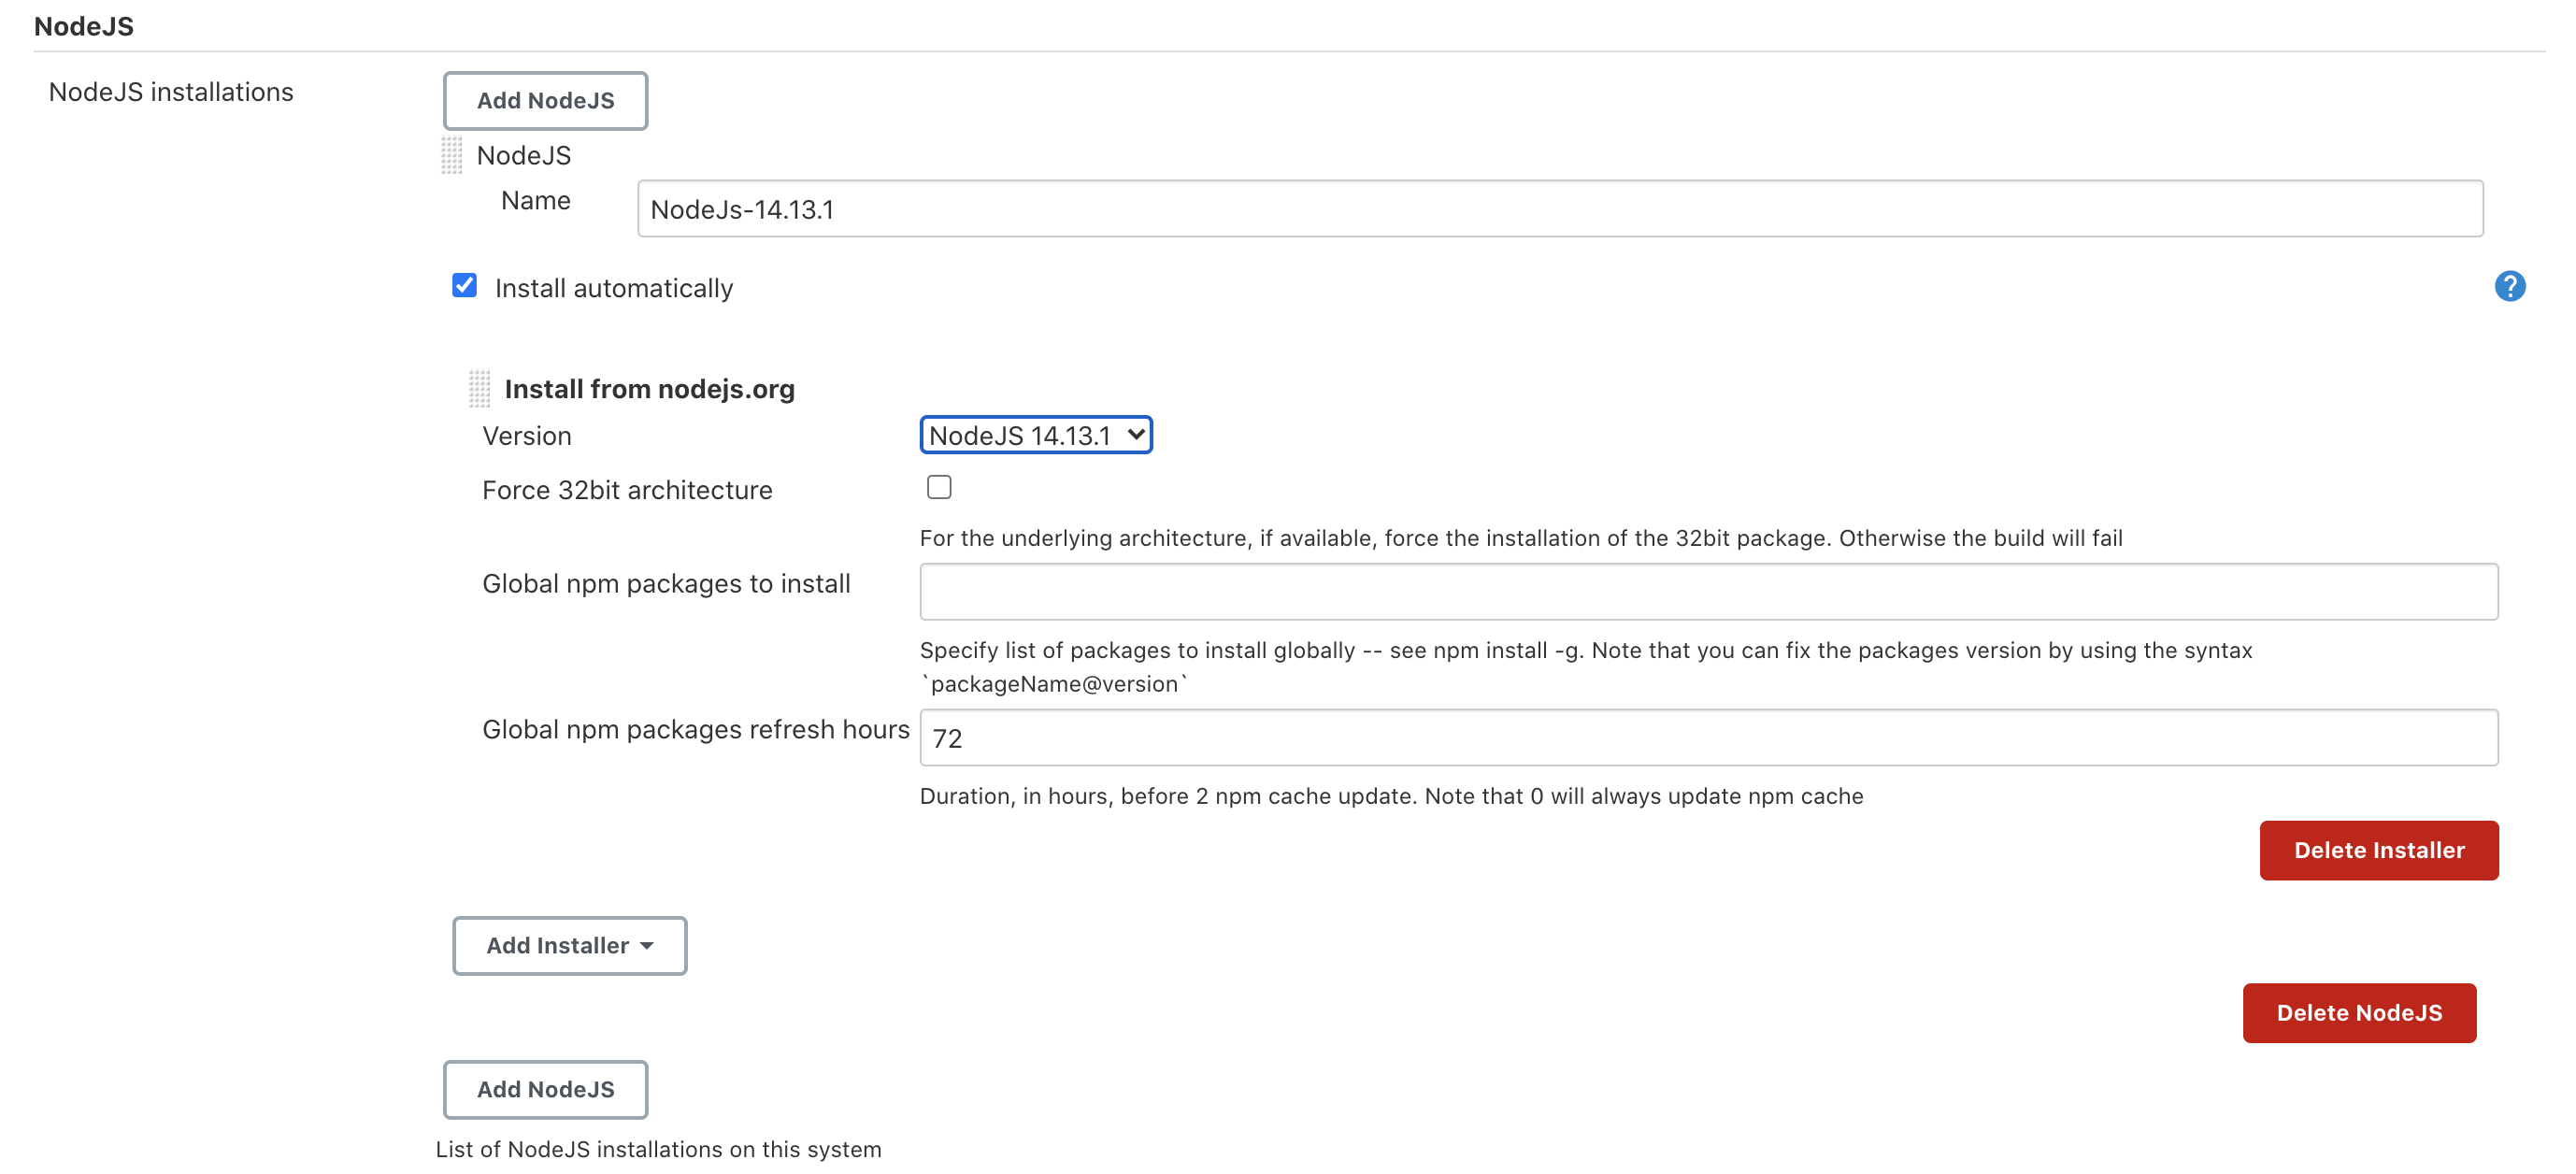 NodeJS
NodeJS installations
Add NodeJS
NodeJS
Name
NodeJs-14.13.1
Install automatically
?
Install from nodejs.org
Version
NodeJS 14.13.1
Force 32bit architecture
For the underlying architecture, if available, force the installation of the 32bit package. Otherwise the build will fail
Global npm packages to install
Specify list of packages to install globally -- see npm install -g. Note that you can fix the packages version by using the syntax
`packageName@version`
Global npm packages refresh hours
72
Duration, in hours, before 2 npm cache update. Note that 0 will always update npm cache
Delete Installer
Add Installer
Delete NodeJS
Add NodeJS
List of NodeJS installations on this system